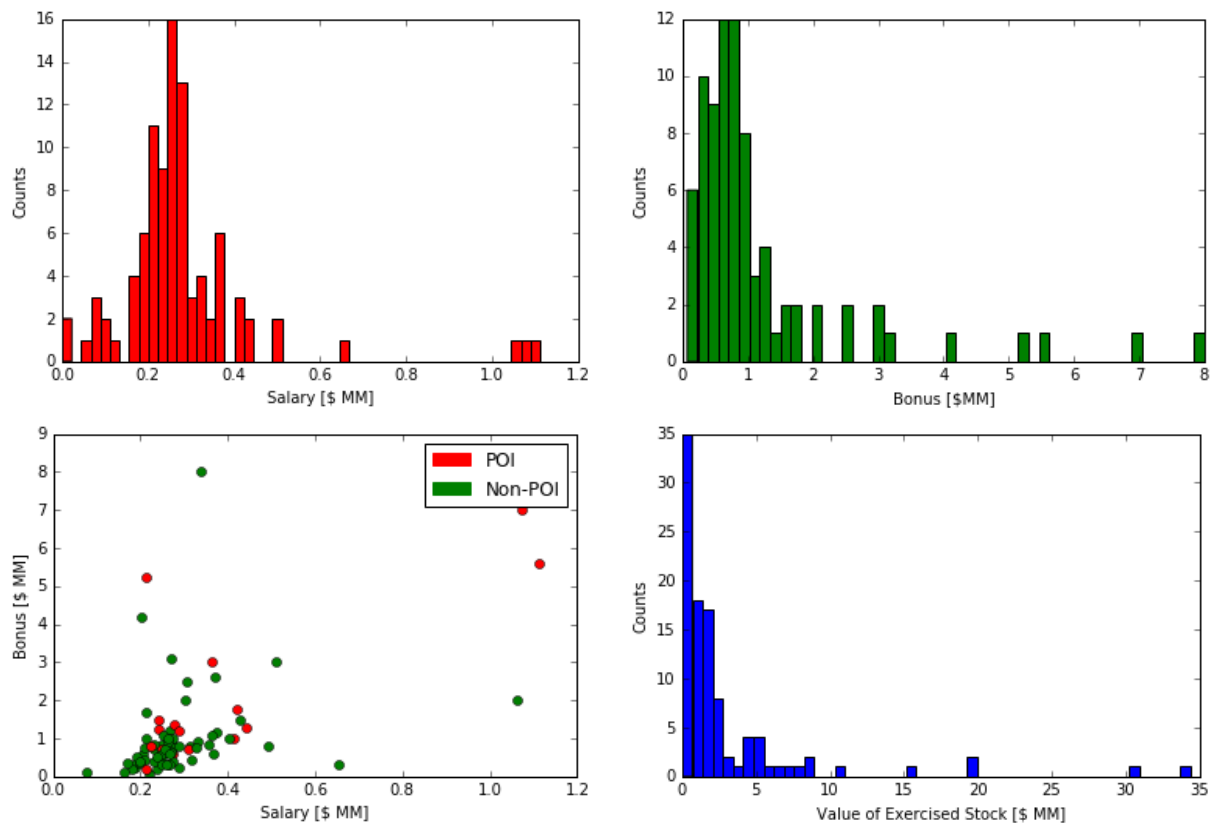 16
14
12
10
8
6
4
2
0
Counts
0.0 0.2 0.4 0.6 0.8 1.0 1.2
Salary [$ MM]
12
10
8
6
4
2
0
Counts
0 1 2 3 4 5 6 7 8
Bonus [$MM]
9
8
7
6
5
4
3
2
1
0
Bonus [$ MM]
POI
Non-POI
0.0 0.2 0.4 0.6 0.8 1.0 1.2
Salary [$ MM]
35
30
25
20
15
10
5
0
Counts
0 5 10 15 20 25 30 35
Value of Exercised Stock [$ MM]